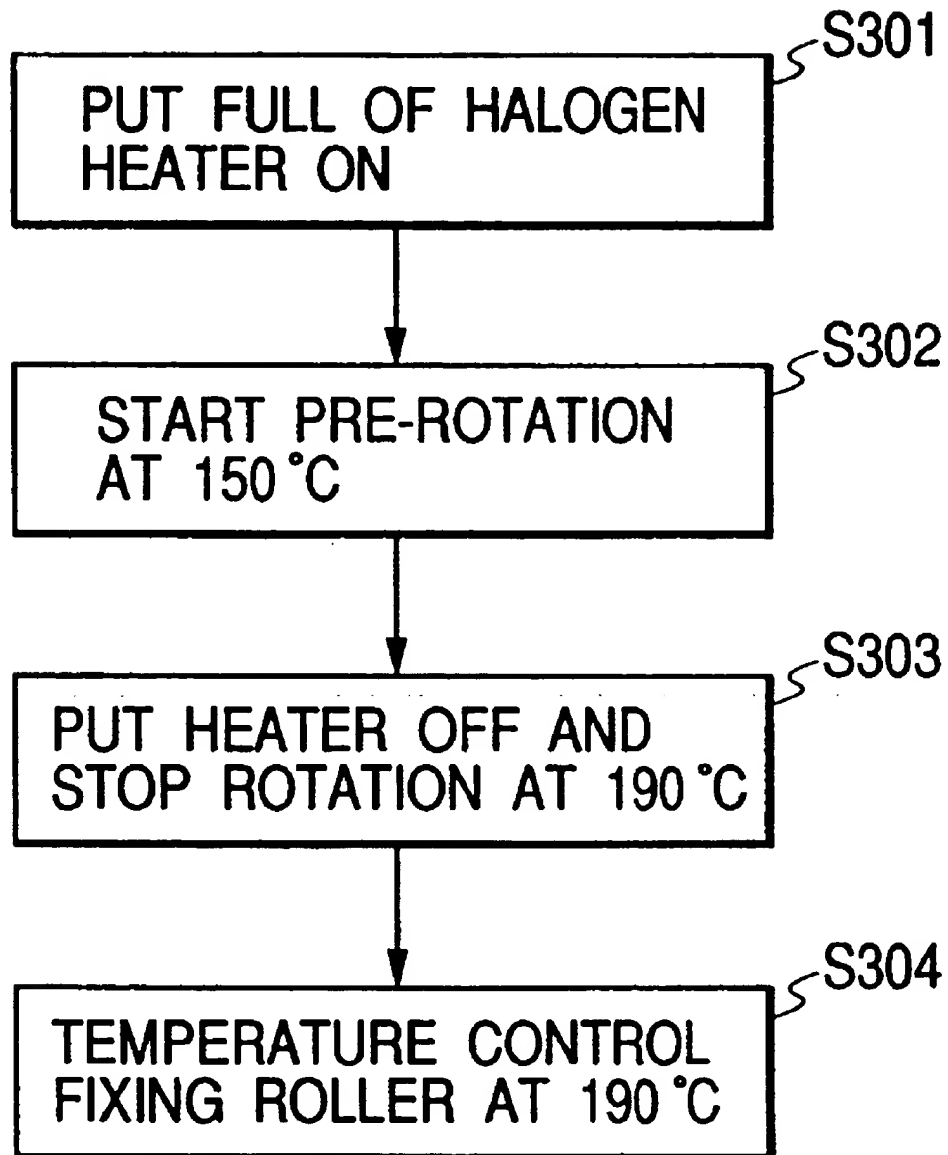 S301
PUT FULL OF HALOGEN
HEATER ON
S302
START PRE-ROTATION
AT 150°C
S303
PUT HEATER OFF AND
STOP ROTATION AT 190°C
S304
TEMPERATURE CONTROL
FIXING ROLLER AT 190°C